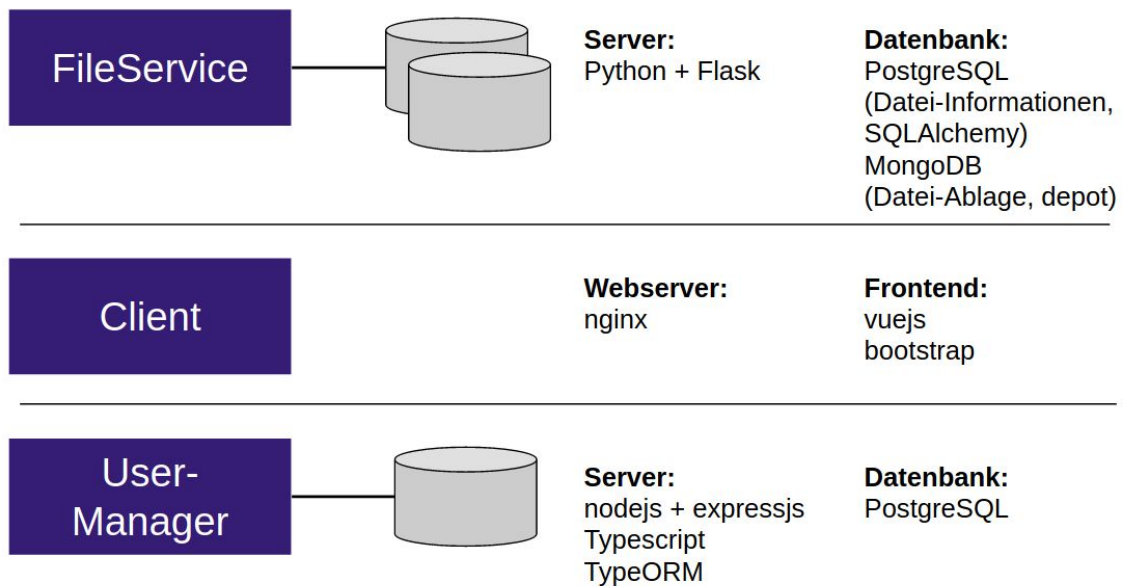 FileService
Server:
Python + Flask
Datenbank:
PostgreSQL
(Datei-Informationen,
SQLAlchemy)
MongoDB
(Datei-Ablage, depot)
Client
Webserver:
nginx
Frontend:
vuejs
bootstrap
User-
Manager
Server:
nodejs + expressjs
Typescript
TypeORM
Datenbank:
PostgreSQL